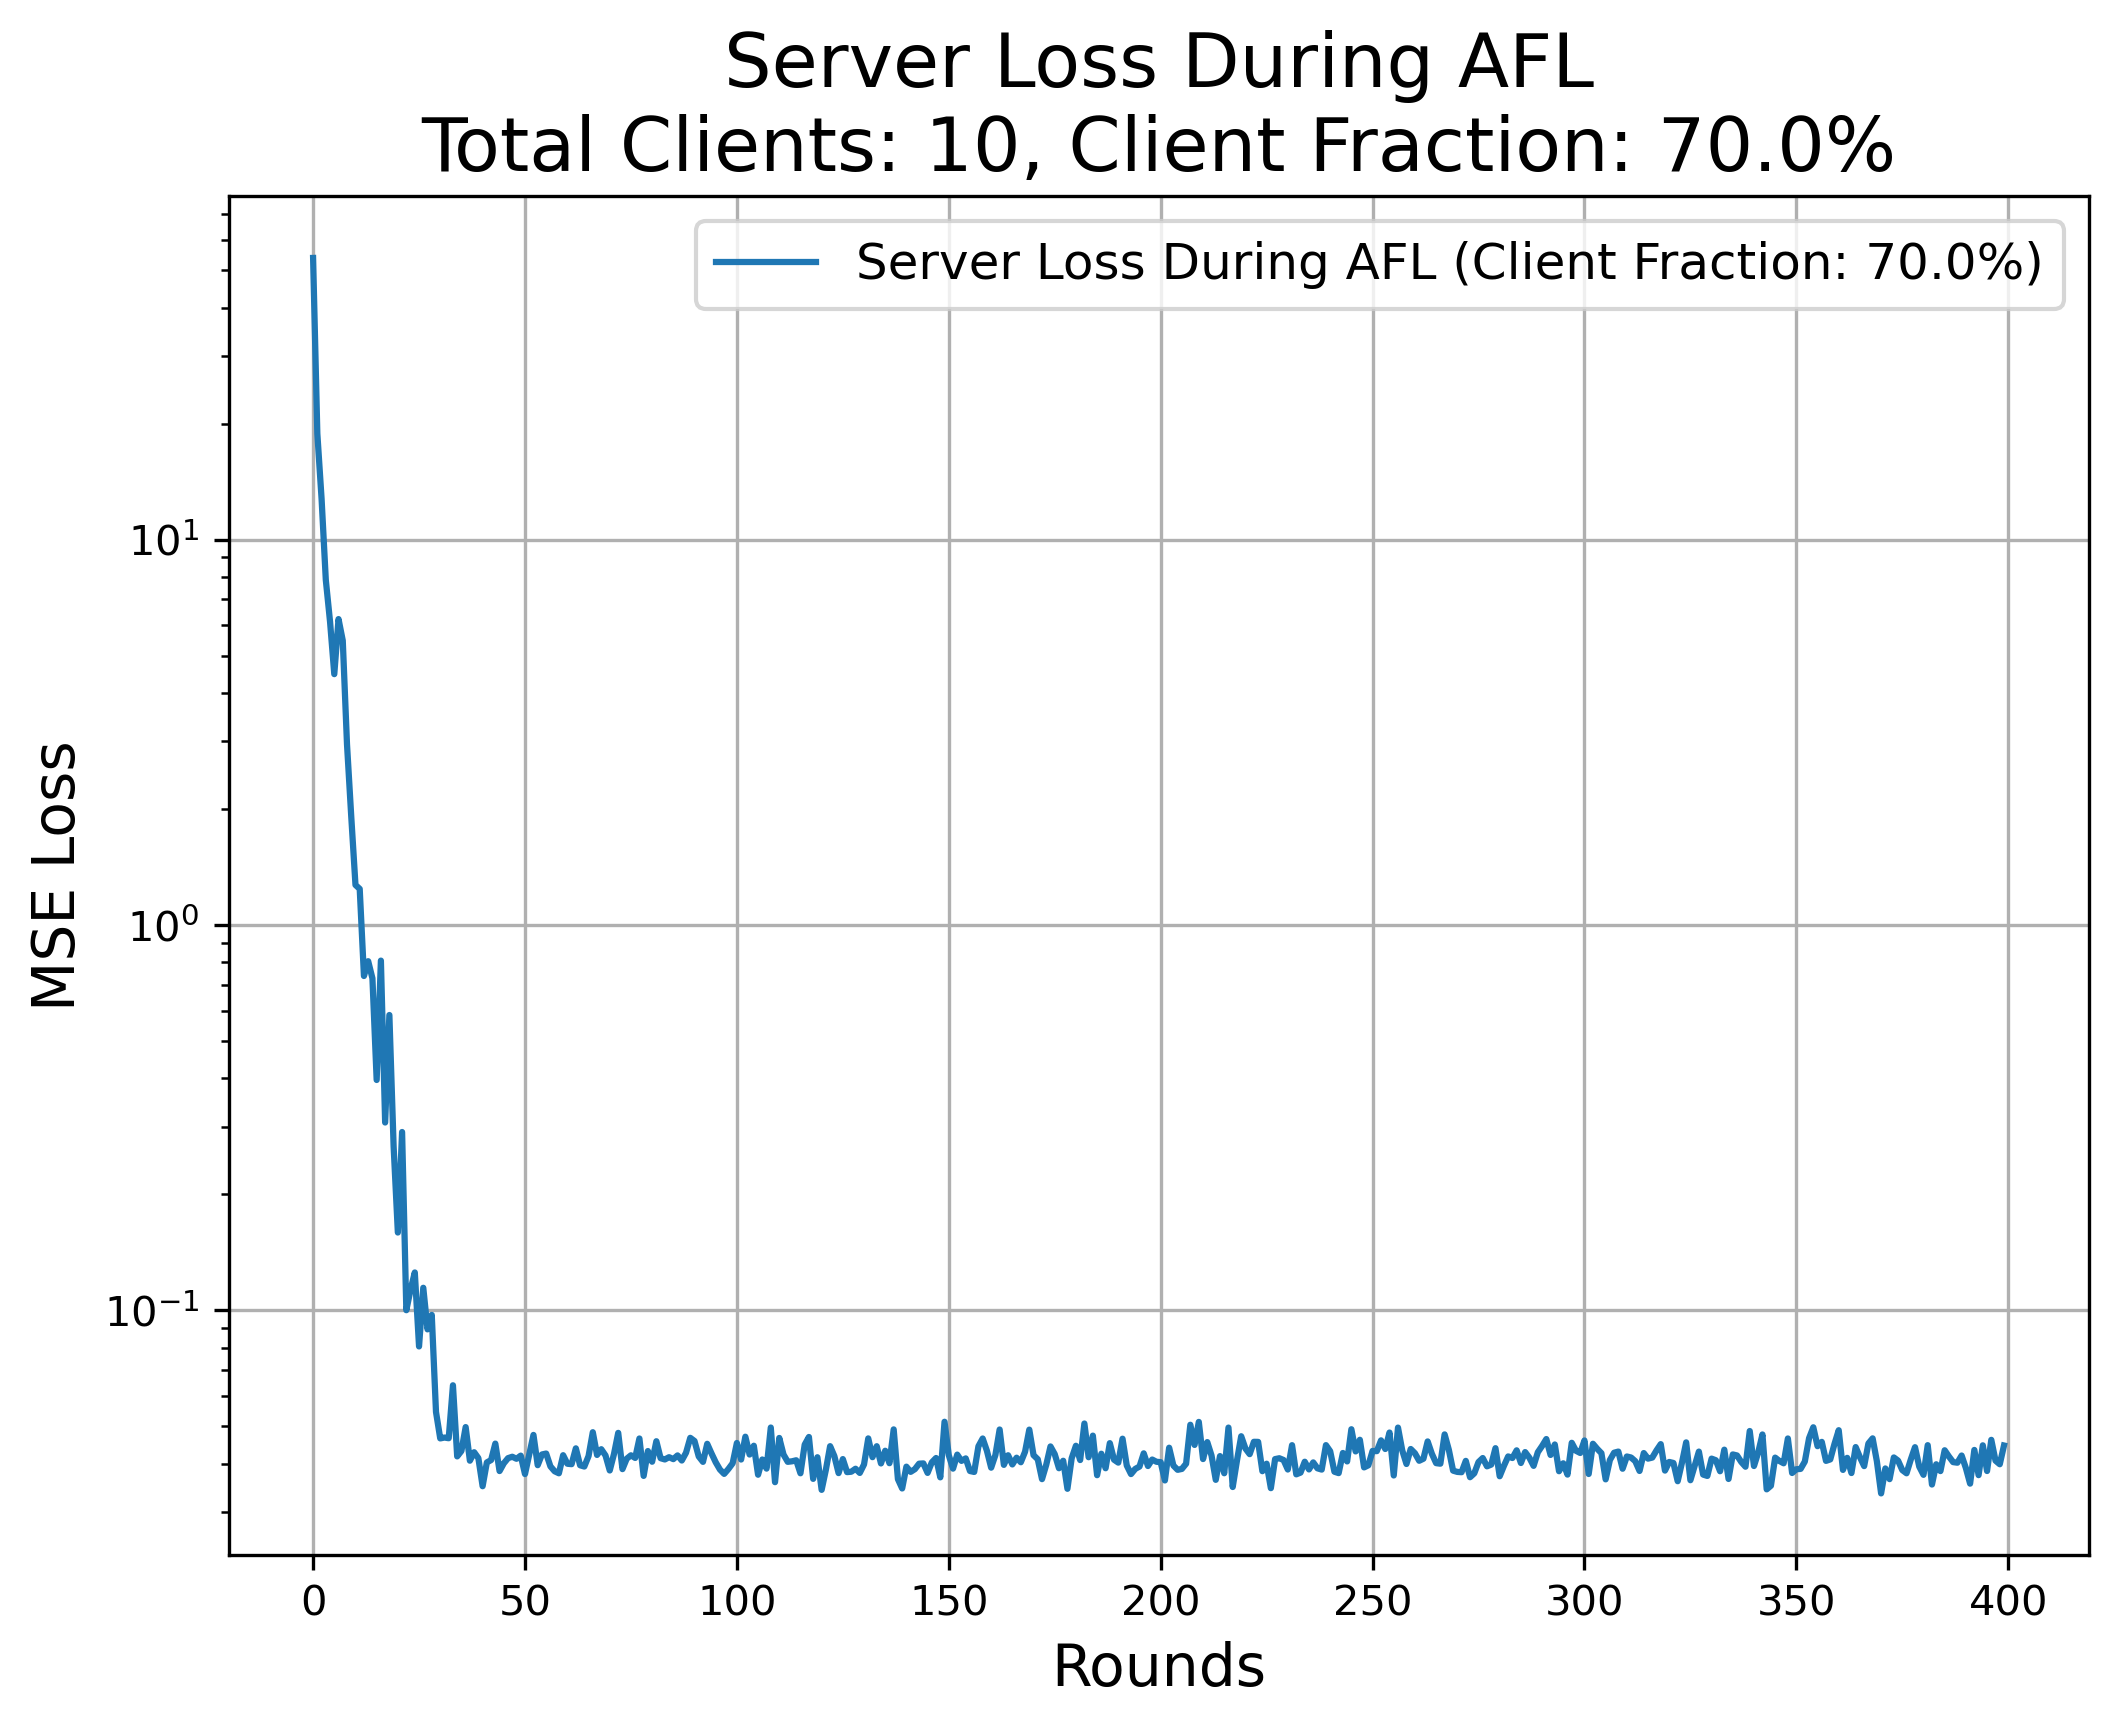 Server Loss During AFL
Total Clients: 10, Client Fraction: 70.0%
Server Loss During AFL (Client Fraction: 70.0%)
MSE Loss
10¹
10⁰
10⁻¹
0 50 100 150 200 250 300 350 400
Rounds